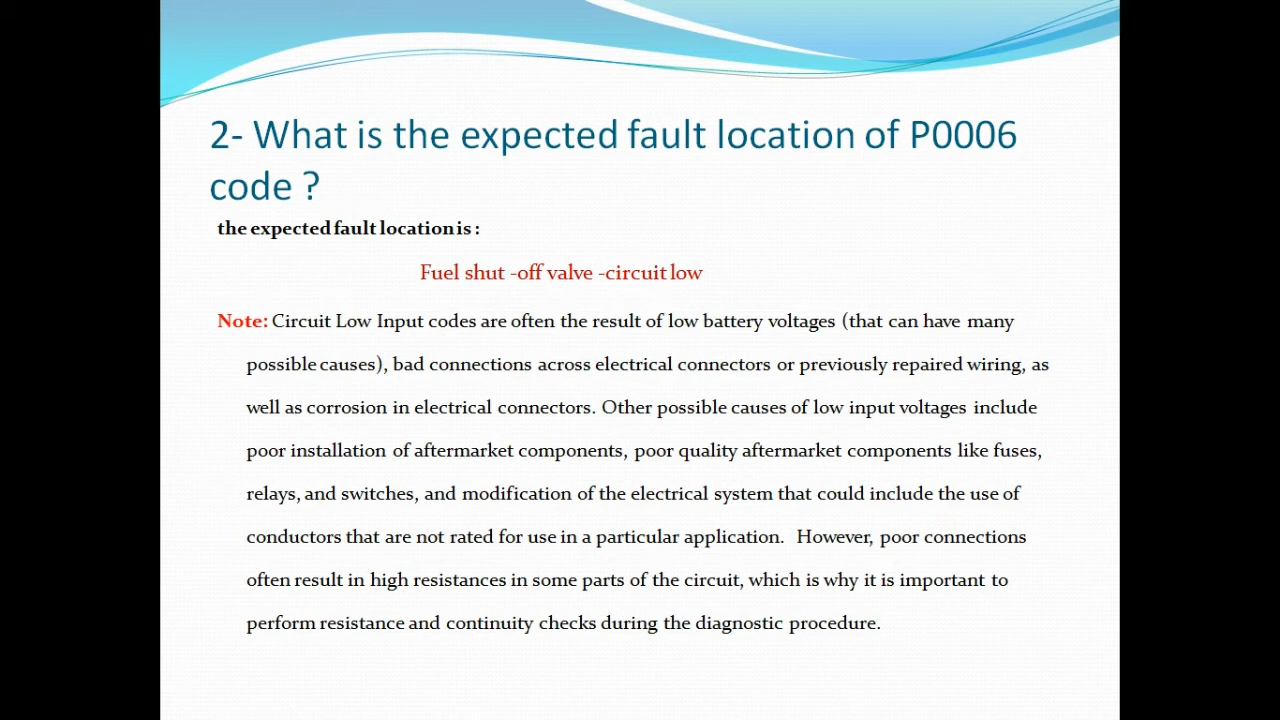 2- What is the expected fault location of P0006
code ?
the expected fault location is :
Fuel shut -off valve -circuit low
Note: Circuit Low Input codes are often the result of low battery voltages (that can have many
possible causes), bad connections across electrical connectors or previously repaired wiring, as
well as corrosion in electrical connectors. Other possible causes of low input voltages include
poor installation of aftermarket components, poor quality aftermarket components like fuses,
relays, and switches, and modification of the electrical system that could include the use of
conductors that are not rated for use in a particular application. However, poor connections
often result in high resistances in some parts of the circuit, which is why it is important to
perform resistance and continuity checks during the diagnostic procedure.